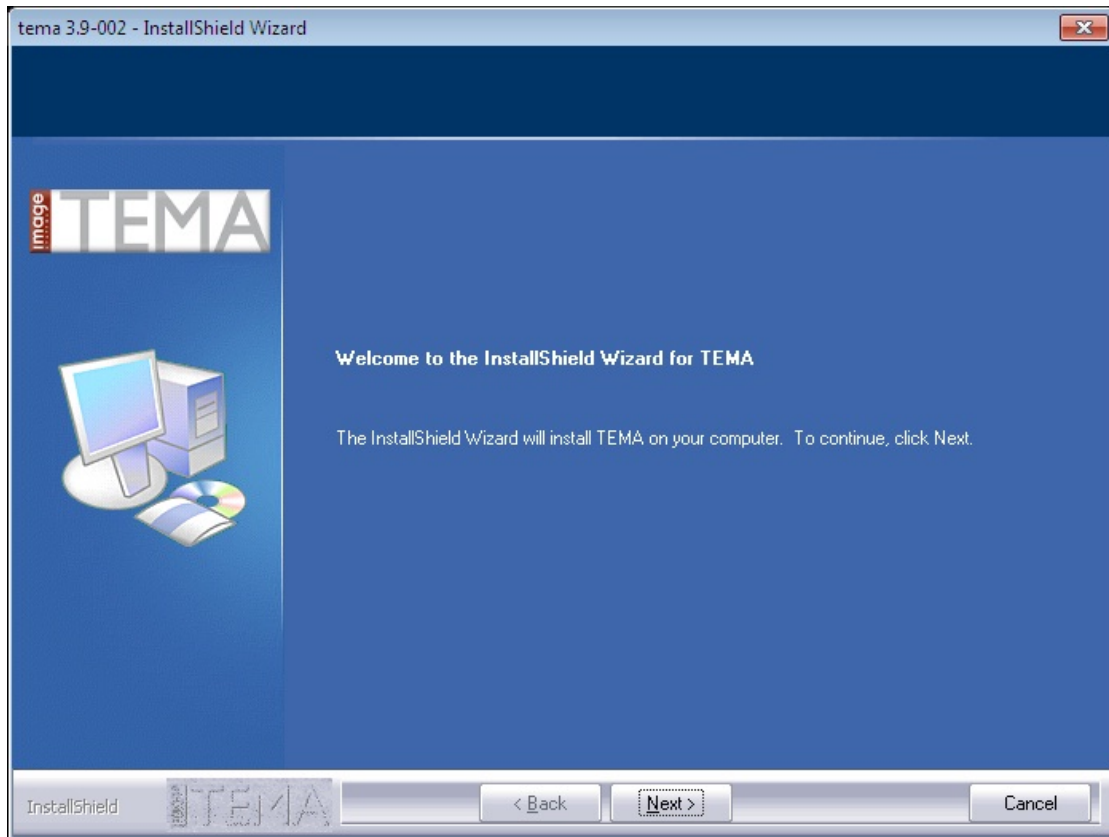 tema 3.9-002 - InstallShield Wizard
image
TEMA
Welcome to the InstallShield Wizard for TEMA
The InstallShield Wizard will install TEMA on your computer. To continue, click Next.
InstallShield
TEMA
< Back
Next >
Cancel